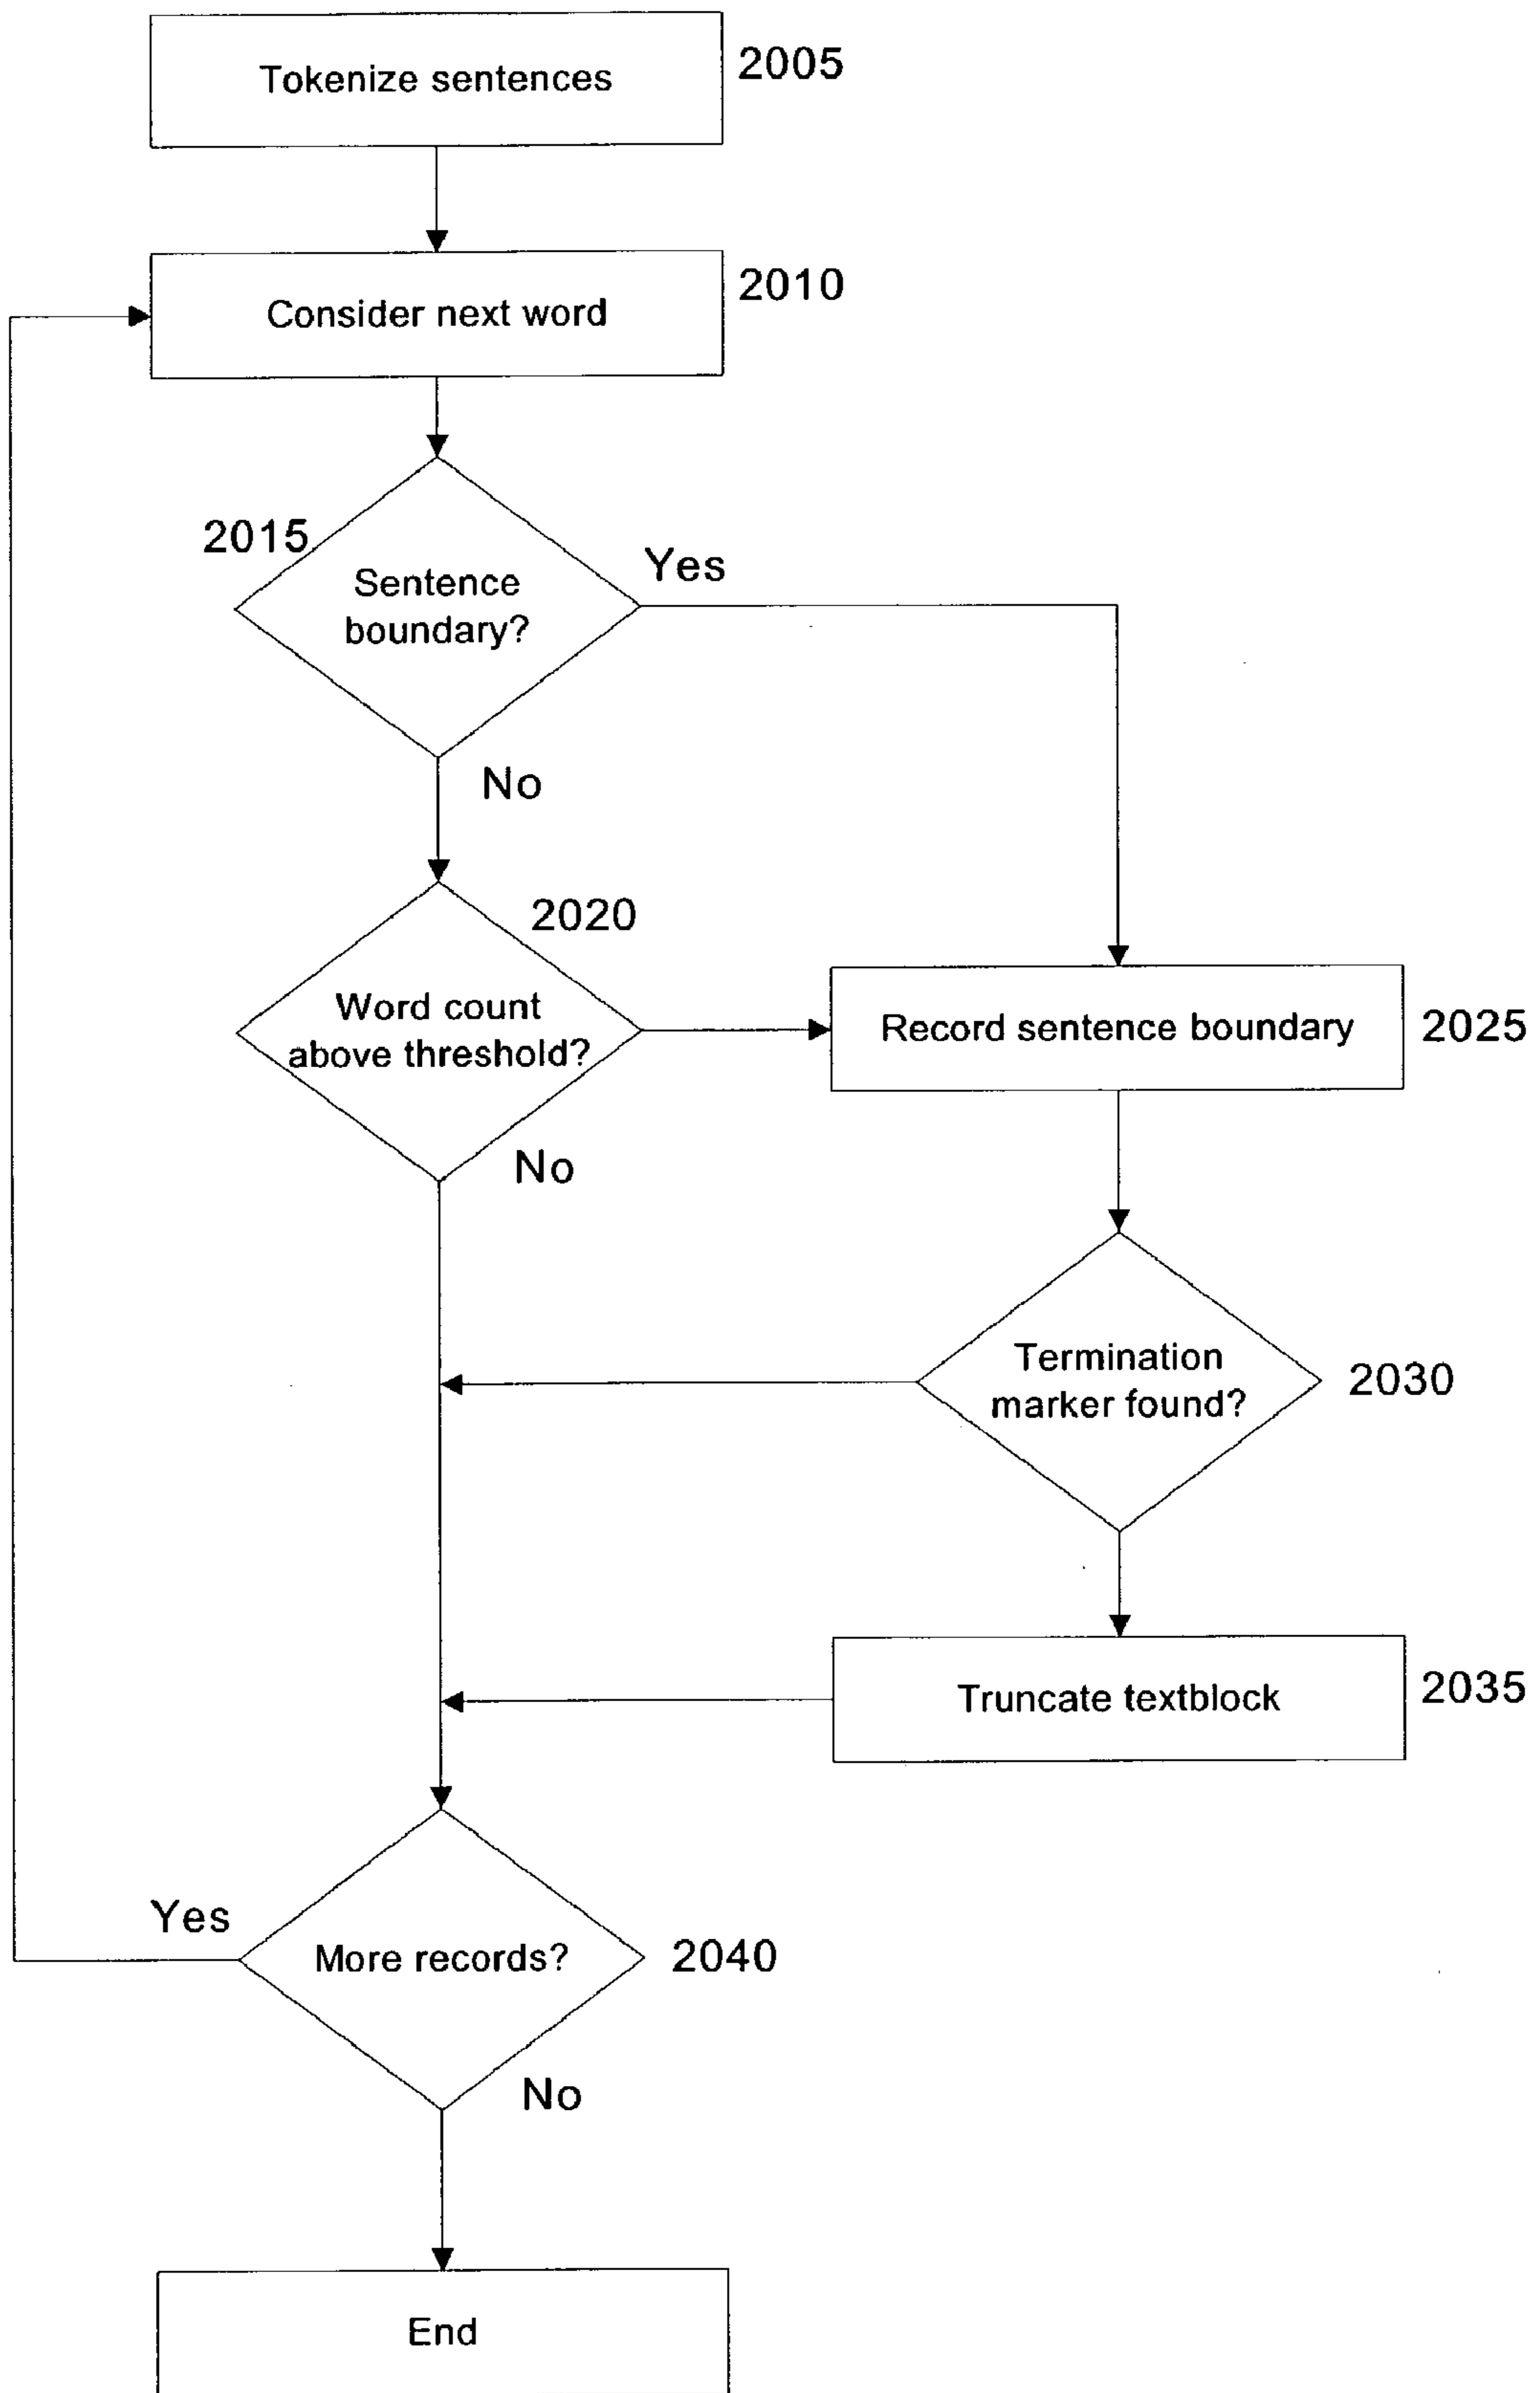 Tokenize sentences
2005
Consider next word
2010
2015
Sentence
boundary?
Yes
No
2020
Word count
above threshold?
Record sentence boundary
2025
No
Termination
marker found?
2030
Truncate textblock
2035
Yes
More records?
2040
No
End